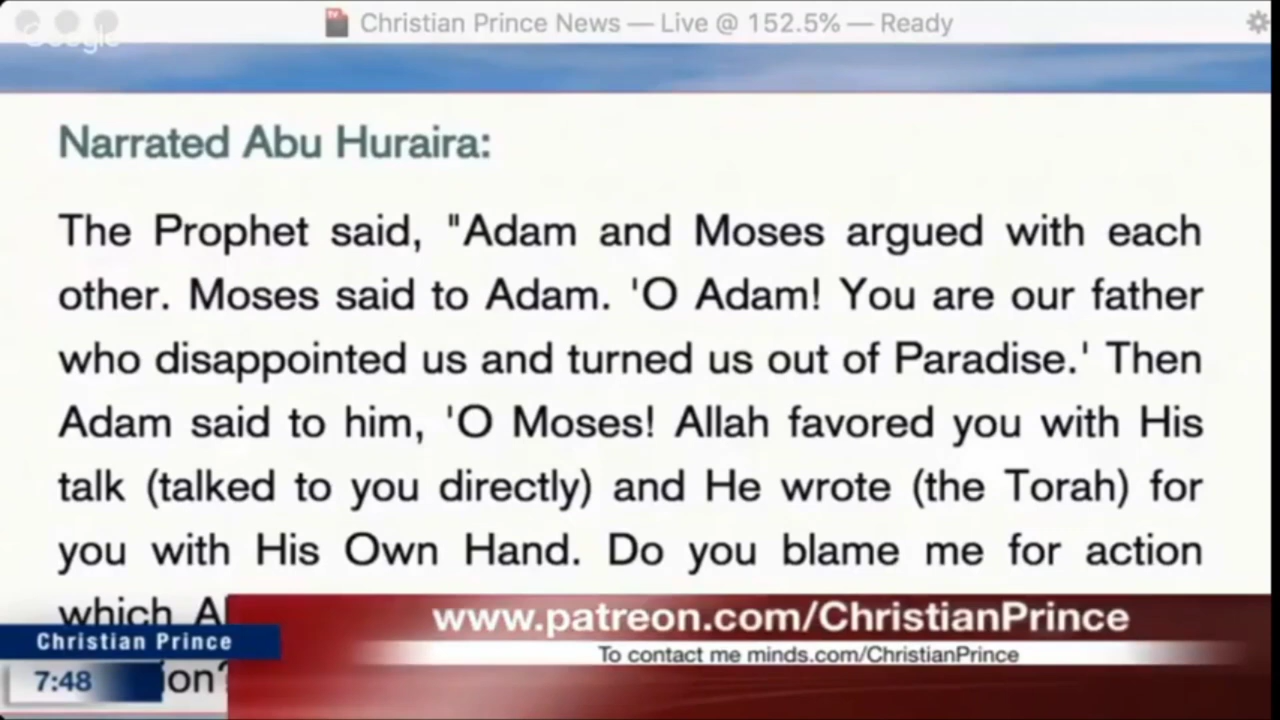 Christian Prince News — Live @ 152.5% — Ready
Google
Narrated Abu Huraira:
The Prophet said, "Adam and Moses argued with each
other. Moses said to Adam. 'O Adam! You are our father
who disappointed us and turned us out of Paradise.' Then
Adam said to him, 'O Moses! Allah favored you with His
talk (talked to you directly) and He wrote (the Torah) for
you with His Own Hand. Do you blame me for action
which
www.patreon.com/ChristianPrince
Christian Prince
To contact me minds.com/ChristianPrince
7:48